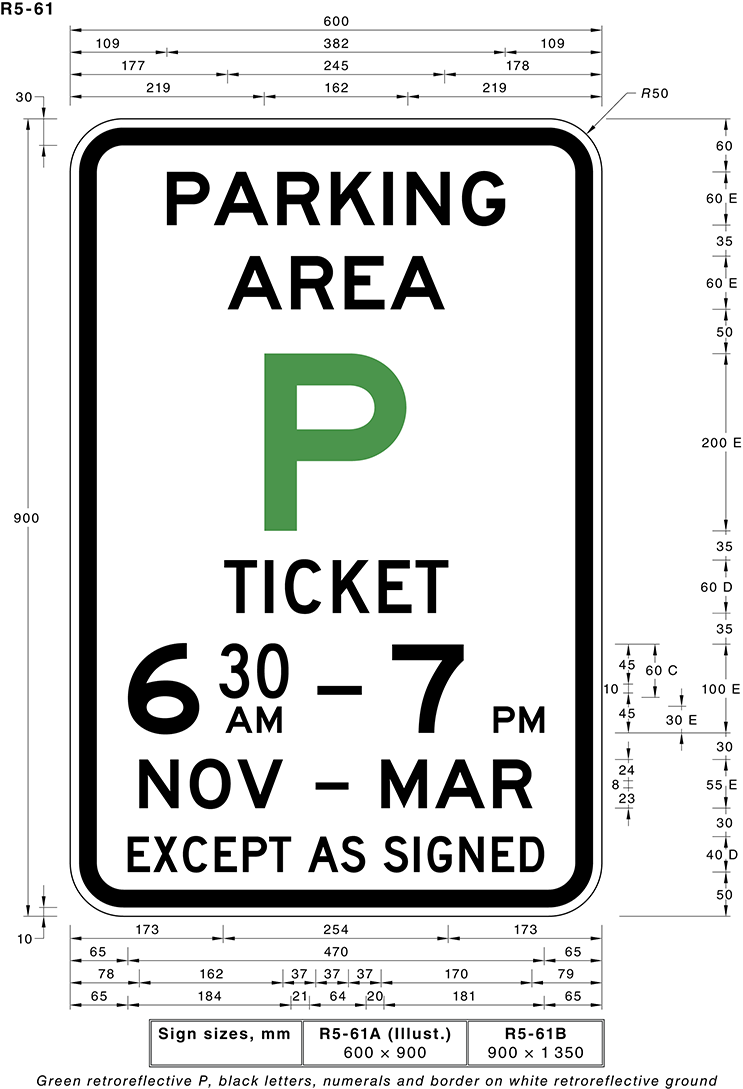 R5-61
600
109 382 109
177 245 178
219 162 219
30
R50
60
PARKING
60 E
35
AREA
60 E
50
P
200 E
900
35
TICKET
60 D
35
6 30 AM – 7 PM
45 60 C
10 100 E
45 30 E
30
NOV – MAR
24
8 55 E
23
30
EXCEPT AS SIGNED
40 D
50
10
173 254 173
65 470 65
78 162 37 37 37 170 79
65 184 21 64 20 181 65
Sign sizes, mm R5-61A (Illust.) R5-61B
600 × 900 900 × 1 350
Green retroreflective P, black letters, numerals and border on white retroreflective ground